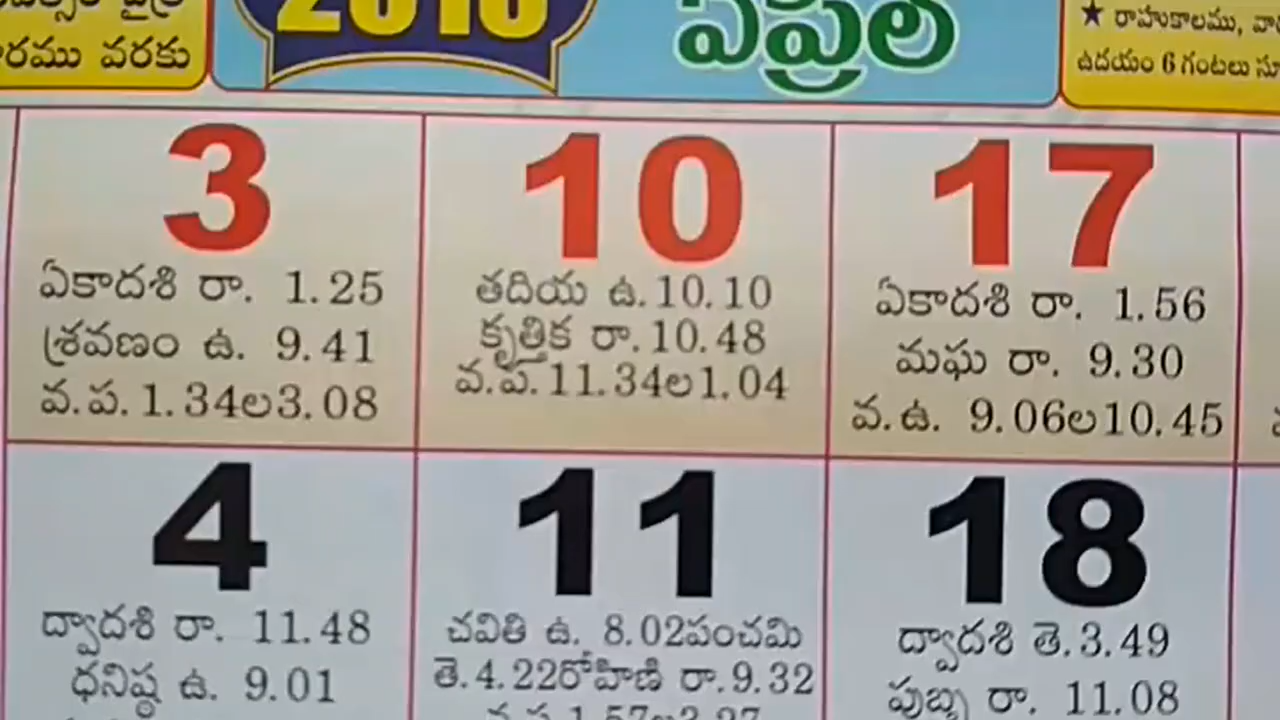 రము వరకు
ఏప్రిల్
★ రాహుకాలము,
ఉదయం 6 గంటలు
3
ఏకాదశి రా. 1.25
శ్రవణం ఉ. 9.41
వ.ప.1.34ల3.08
10
తదియ ఉ.10.10
కృత్తిక రా.10.48
వ.ప.11.34ల1.04
17
ఏకాదశి రా. 1.56
మఘ రా. 9.30
వ.ఉ. 9.06ల10.45
4
ద్వాదశి రా. 11.48
ధనిష్ఠ ఉ. 9.01
11
చవితి ఉ. 8.02పంచమి
తె.4.22రోహిణి రా.9.32
18
ద్వాదశి తె.3.49
పుబ్బ రా. 11.08